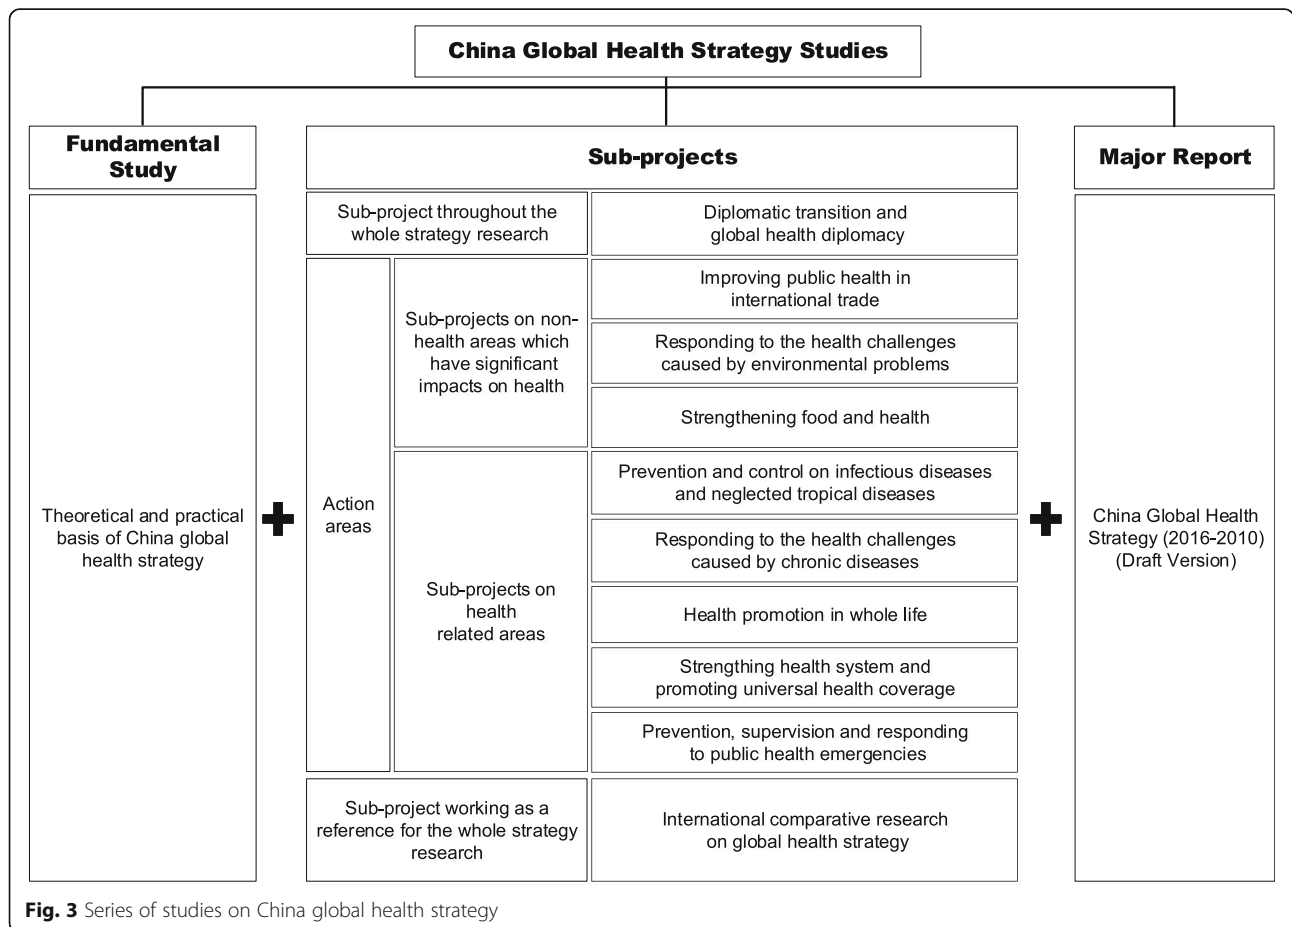 China Global Health Strategy Studies
Fundamental
Study
Sub-projects
Major Report
Theoretical and practical
basis of China global
health strategy
Sub-project throughout the
whole strategy research
Diplomatic transition and
global health diplomacy
Action
areas
Sub-projects on non-
health areas which
have significant
impacts on health
Improving public health in
international trade
Responding to the health challenges
caused by environmental problems
Strengthening food and health
Sub-projects on
health
related areas
Prevention and control on infectious diseases
and neglected tropical diseases
Responding to the health challenges
caused by chronic diseases
Health promotion in whole life
Strengthing health system and
promoting universal health coverage
Prevention, supervision and responding
to public health emergencies
Sub-project working as a
reference for the whole strategy
research
International comparative research
on global health strategy
China Global Health
Strategy (2016-2010)
(Draft Version)
Fig. 3 Series of studies on China global health strategy